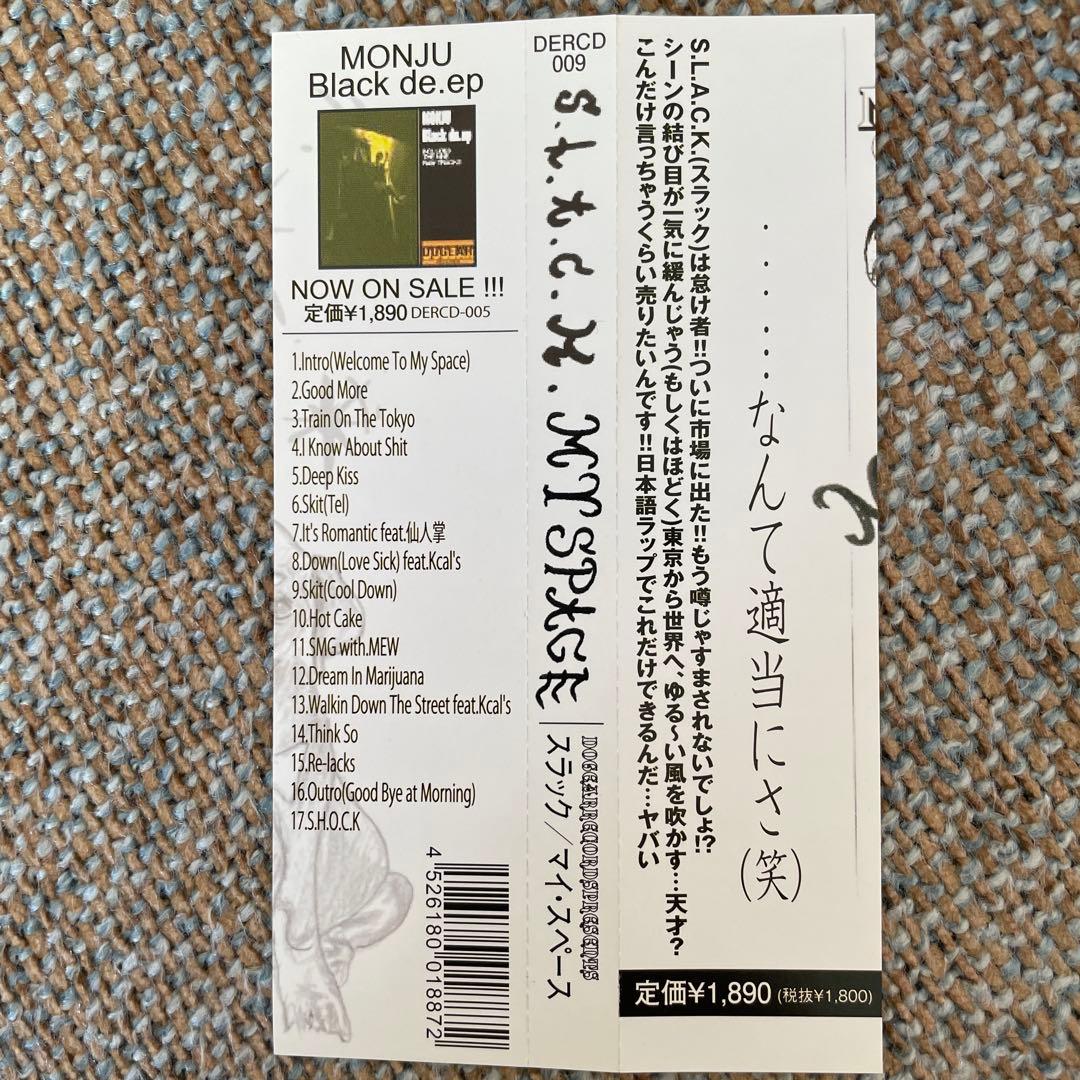 MONJU
Black de.ep
MONJU
Black de.ep
DOGEAR
NOW ON SALE !!!
定価¥1,890 DERCD-005
1.Intro(Welcome To My Space)
2.Good More
3.Train On The Tokyo
4.I Know About Shit
5.Deep Kiss
6.Skit(Tel)
7.It's Romantic feat.仙人掌
8.Down(Love Sick) feat.Kcal's
9.Skit(Cool Down)
10.Hot Cake
11.SMG with.MEW
12.Dream In Marijuana
13.Walkin Down The Street feat.Kcal's
14.Think So
15.Re-lacks
16.Outro(Good Bye at Morning)
17.S.H.O.C.K
4 526180 018872
DERCD
009
S.L.A.C.K. MY SPACE
DOGEARRECORDSPRESENTS
スラック／マイ・スペース
S.L.A.C.K.(スラック)は怠け者!!ついに市場に出た!!もう噂じゃすまされないでしょ!?
シーンの結び目が一気に緩んじゃう(もしくはほどく)東京から世界へ、ゆる〜い風を吹かす…天才?
こんだけ言っちゃうくらい売りたいんです!!日本語ラップでこれだけできるんだ…ヤバい
・・・・・・なんて適当にさ(笑)
定価¥1,890 (税抜¥1,800)